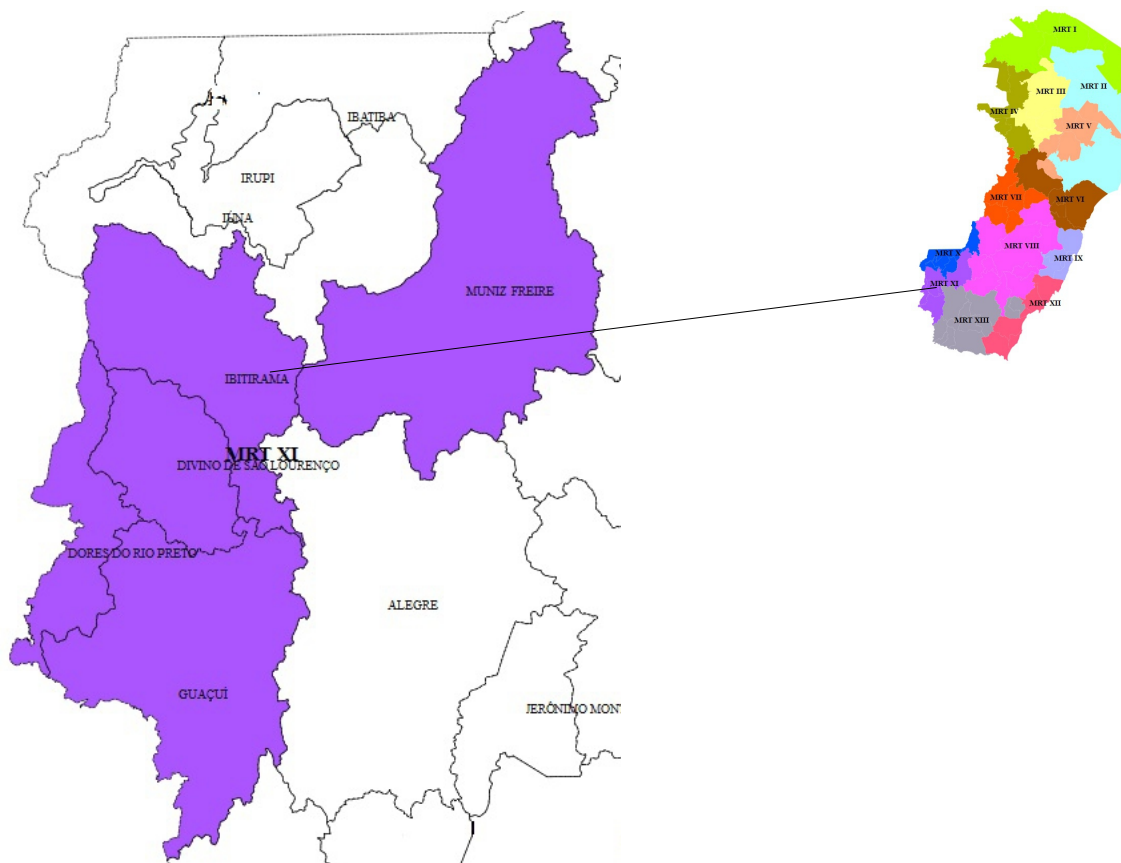 IBATIBA
IRUPI
IÚNA
MUNIZ FREIRE
IBITIRAMA
MRT XI
DIVINO DE SÃO LOURENÇO
DORES DO RIO PRETO
ALEGRE
GUAÇUÍ
JERÔNIMO MONT
MRT I
MRT II
MRT III
MRT IV
MRT V
MRT VI
MRT VII
MRT VIII
MRT IX
MRT X
MRT XI
MRT XII
MRT XIII